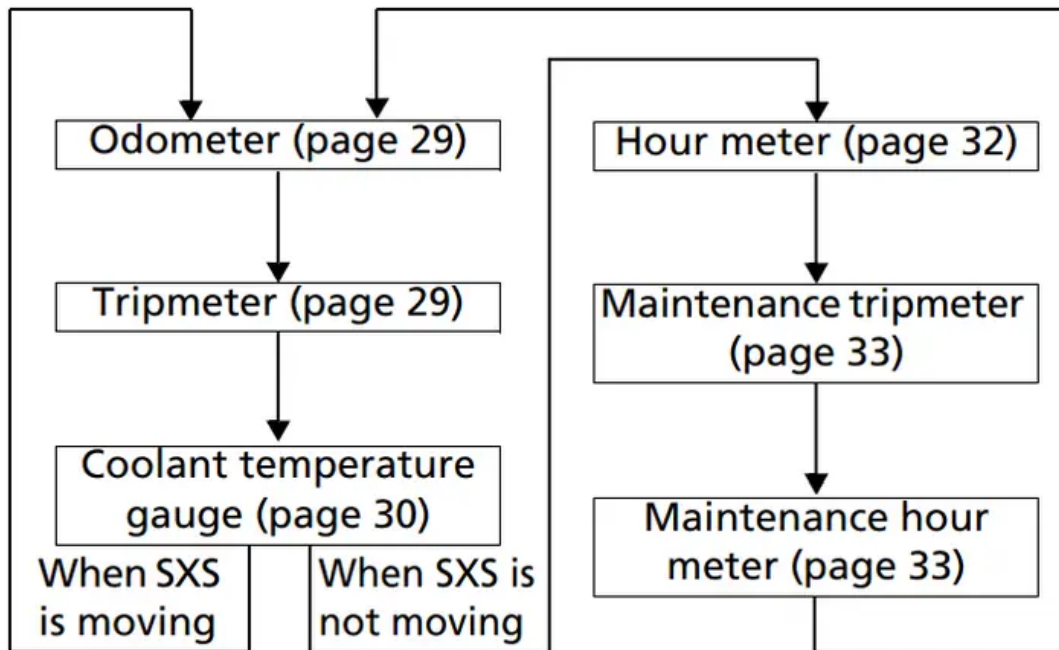 Odometer (page 29)
Tripmeter (page 29)
Coolant temperature
gauge (page 30)
When SXS
is moving
When SXS is
not moving
Hour meter (page 32)
Maintenance tripmeter
(page 33)
Maintenance hour
meter (page 33)